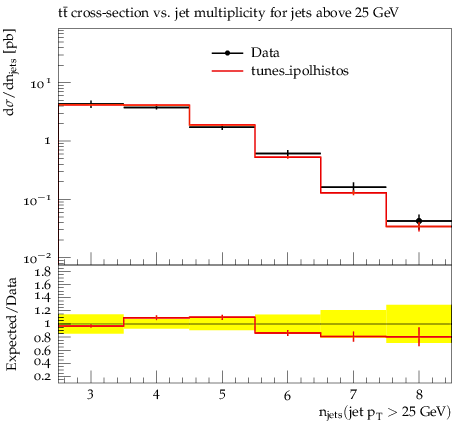 tt̄ cross-section vs. jet multiplicity for jets above 25 GeV
dσ/dn_jets [pb]
Data
tunes_ipolhistos
10^1
1
10^−1
10^−2
Expected/Data
1.8
1.6
1.4
1.2
1
0.8
0.6
0.4
0.2
3 4 5 6 7 8
n_jets(jet p_T > 25 GeV)